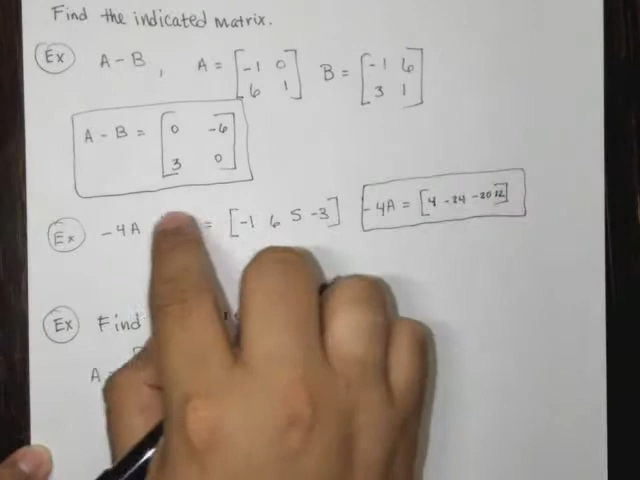 Find the indicated matrix.
Ex A - B , A = [-1 0 B = [-1 6
6 1] 3 1]
A - B = [0 -6
3 0]
Ex -4A = [-1 6 5 -3] -4A = [4 -24 -20 12]
Ex Find
A =